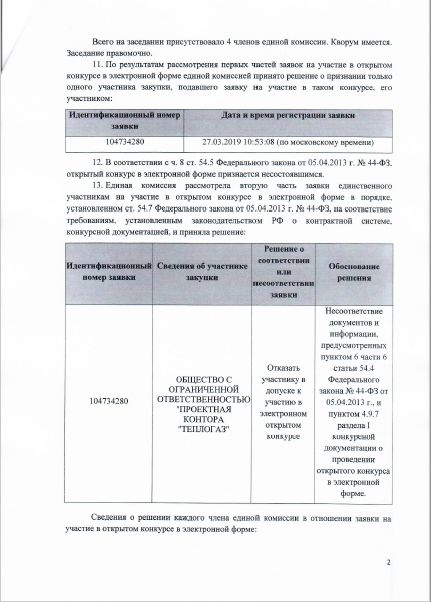 Всего на заседании присутствовало 4 членов единой комиссии. Кворум имеется.
Заседание правомочно.
11. По результатам рассмотрения первых частей заявок на участие в открытом
конкурсе в электронной форме единой комиссией принято решение о признании только
одного участника закупки, подавшего заявку на участие в таком конкурсе, его
участником:
Идентификационный номер заявки
Дата и время регистрации заявки
104734280
27.03.2019 10:53:08 (по московскому времени)
12. В соответствии с ч. 8 ст. 54.5 Федерального закона от 05.04.2013 г. № 44-ФЗ,
открытый конкурс в электронной форме признается несостоявшимся.
13. Единая комиссия рассмотрела вторую часть заявки единственного
участникам на участие в открытом конкурсе в электронной форме в порядке,
установленном ст. 54.7 Федерального закона от 05.04.2013 г. № 44-ФЗ, на соответствие
требованиям, установленным законодательством РФ о контрактной системе,
конкурсной документацией, и приняла решение:
Идентификационный
номер заявки
Сведения об участнике
закупки
Решение о
соответствии
или
несоответствии
заявки
Обоснование
решения
104734280
ОБЩЕСТВО С
ОГРАНИЧЕННОЙ
ОТВЕТСТВЕННОСТЬЮ
"ПРОЕКТНАЯ
КОНТОРА
"ТЕПЛОГАЗ"
Отказать
участнику в
допуске к
участию в
электронном
открытом
конкурсе
Несоответствие
документов и
информации,
предусмотренных
пунктом 6 части 6
статьи 54.4
Федерального
закона № 44-ФЗ от
05.04.2013 г., и
пунктом 4.9.7
раздела I
конкурсной
документации о
проведении
открытого конкурса
в электронной
форме.
Сведения о решении каждого члена единой комиссии в отношении заявки на
участие в открытом конкурсе в электронной форме:
2